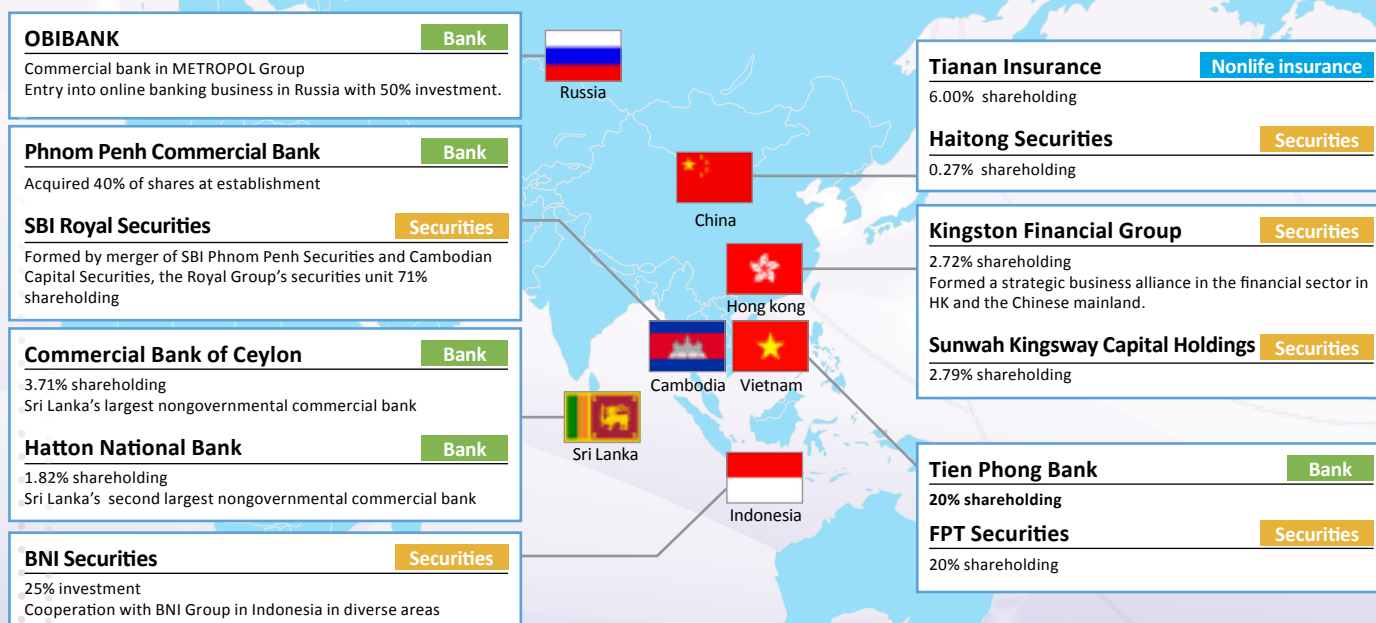 OBIBANK
Bank
Commercial bank in METROPOL Group
Entry into online banking business in Russia with 50% investment.
Phnom Penh Commercial Bank
Bank
Acquired 40% of shares at establishment
SBI Royal Securities
Securities
Formed by merger of SBI Phnom Penh Securities and Cambodian
Capital Securities, the Royal Group's securities unit 71%
shareholding
Commercial Bank of Ceylon
Bank
3.71% shareholding
Sri Lanka's largest nongovernmental commercial bank
Hatton National Bank
Bank
1.82% shareholding
Sri Lanka's second largest nongovernmental commercial bank
BNI Securities
Securities
25% investment
Cooperation with BNI Group in Indonesia in diverse areas
Russia
China
Hong kong
Cambodia
Vietnam
Sri Lanka
Indonesia
Tianan Insurance
Nonlife insurance
6.00% shareholding
Haitong Securities
Securities
0.27% shareholding
Kingston Financial Group
Securities
2.72% shareholding
Formed a strategic business alliance in the financial sector in
HK and the Chinese mainland.
Sunwah Kingsway Capital Holdings
Securities
2.79% shareholding
Tien Phong Bank
Bank
20% shareholding
FPT Securities
Securities
20% shareholding